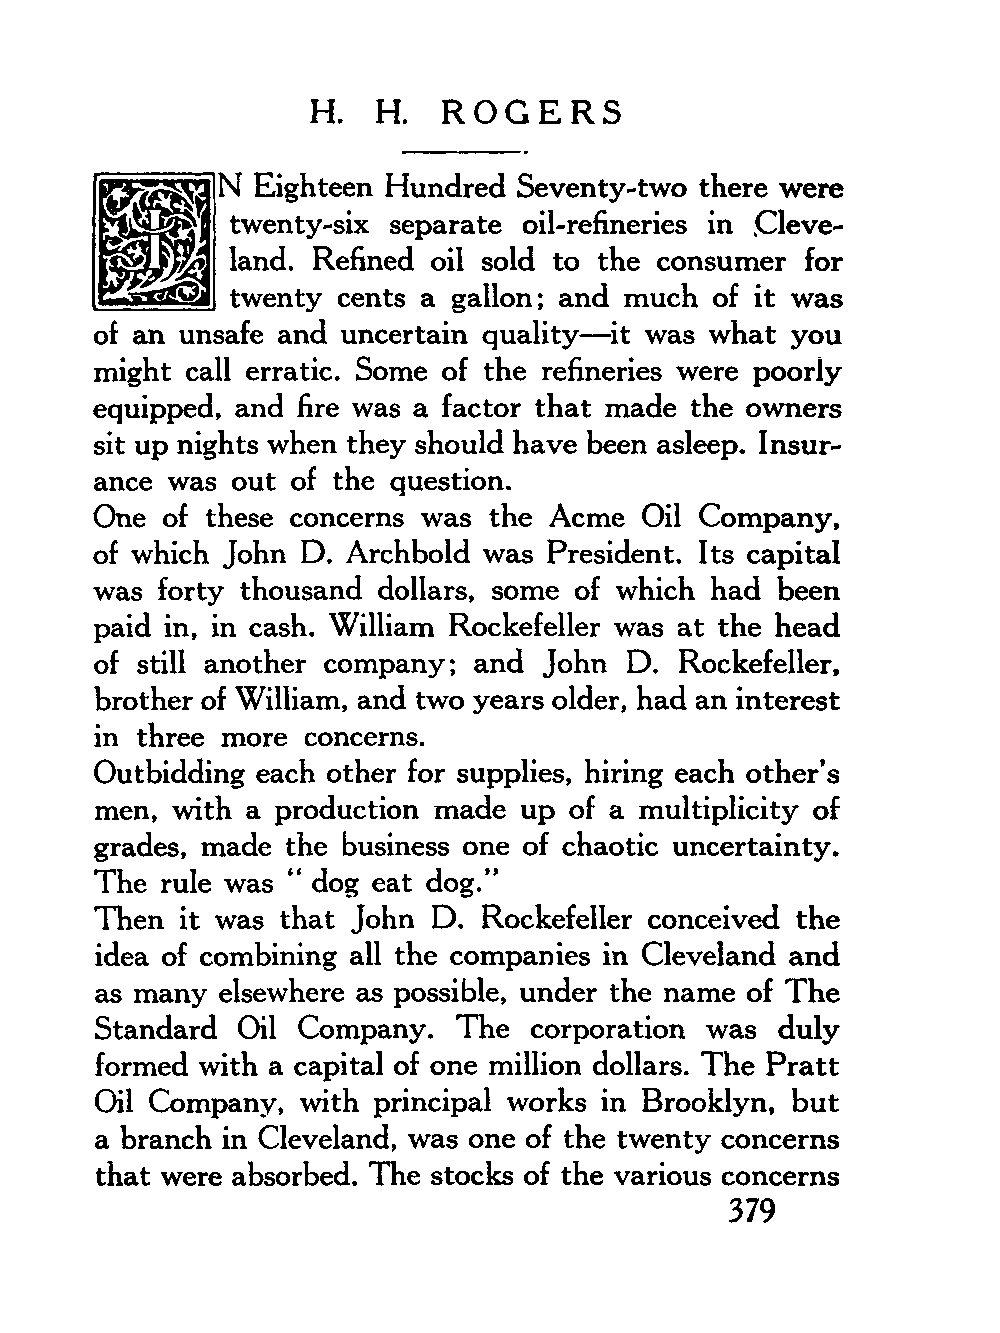 H. H. ROGERS
IN Eighteen Hundred Seventy-two there were
twenty-six separate oil-refineries in Cleve-
land. Refined oil sold to the consumer for
twenty cents a gallon; and much of it was
of an unsafe and uncertain quality—it was what you
might call erratic. Some of the refineries were poorly
equipped, and fire was a factor that made the owners
sit up nights when they should have been asleep. Insur-
ance was out of the question.
One of these concerns was the Acme Oil Company,
of which John D. Archbold was President. Its capital
was forty thousand dollars, some of which had been
paid in, in cash. William Rockefeller was at the head
of still another company; and John D. Rockefeller,
brother of William, and two years older, had an interest
in three more concerns.
Outbidding each other for supplies, hiring each other's
men, with a production made up of a multiplicity of
grades, made the business one of chaotic uncertainty.
The rule was " dog eat dog."
Then it was that John D. Rockefeller conceived the
idea of combining all the companies in Cleveland and
as many elsewhere as possible, under the name of The
Standard Oil Company. The corporation was duly
formed with a capital of one million dollars. The Pratt
Oil Company, with principal works in Brooklyn, but
a branch in Cleveland, was one of the twenty concerns
that were absorbed. The stocks of the various concerns
379